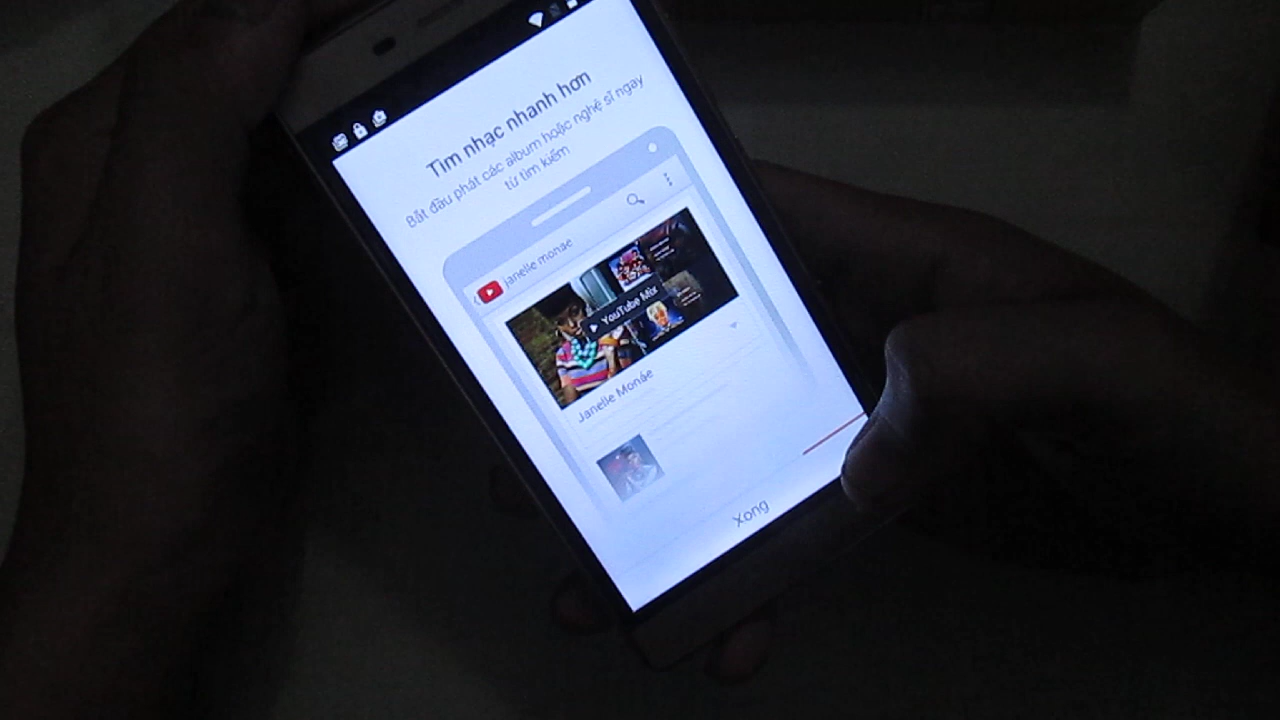 Tìm nhạc nhanh hơn
Bắt đầu phát các album hoặc nghệ sĩ ngay
từ tìm kiếm
janelle monae
YouTube Mix
Janelle Monáe
Xong